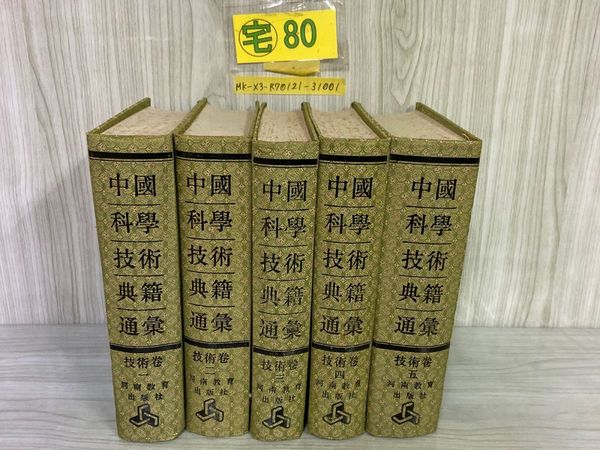 宅80
MK-X3-R70121-31001
中國
科學
技術
典籍
通彙
技術卷
一
河南教育
出版社
中國
科學
技術
典籍
通彙
技術卷
二
河南教育
出版社
中國
科學
技術
典籍
通彙
技術卷
三
河南教育
出版社
中國
科學
技術
典籍
通彙
技術卷
四
河南教育
出版社
中國
科學
技術
典籍
通彙
技術卷
五
河南教育
出版社